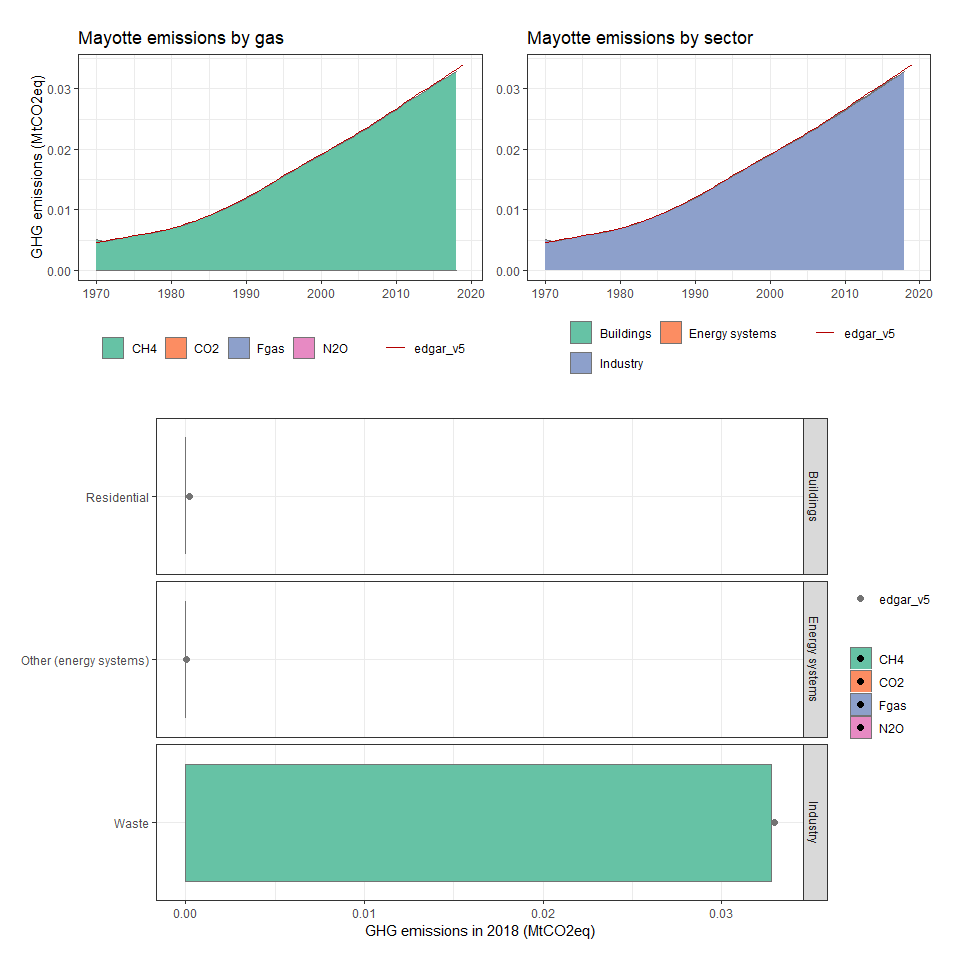 Mayotte emissions by gas
GHG emissions (MtCO2eq)
0.03
0.02
0.01
0.00
1970 1980 1990 2000 2010 2020
CH4 CO2 Fgas N2O edgar_v5
Mayotte emissions by sector
0.03
0.02
0.01
0.00
1970 1980 1990 2000 2010 2020
Buildings Energy systems edgar_v5
Industry
Residential
Buildings
Other (energy systems)
Energy systems
Waste
Industry
0.00 0.01 0.02 0.03
GHG emissions in 2018 (MtCO2eq)
edgar_v5
CH4
CO2
Fgas
N2O